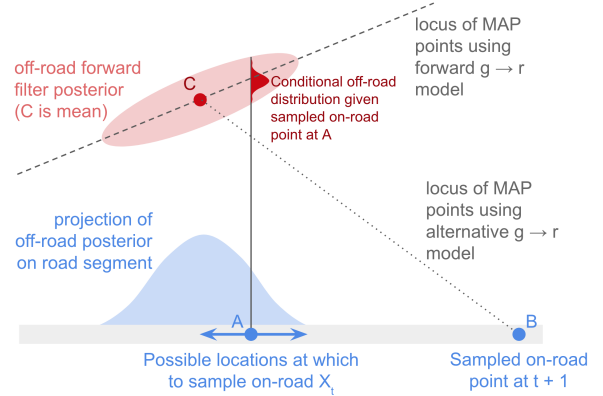 locus of MAP
points using
forward g → r
model
off-road forward
filter posterior
(C is mean)
C
Conditional off-road
distribution given
sampled on-road
point at A
locus of MAP
points using
alternative g → r
model
projection of
off-road posterior
on road segment
A
B
Possible locations at which
to sample on-road Xₜ
Sampled on-road
point at t + 1